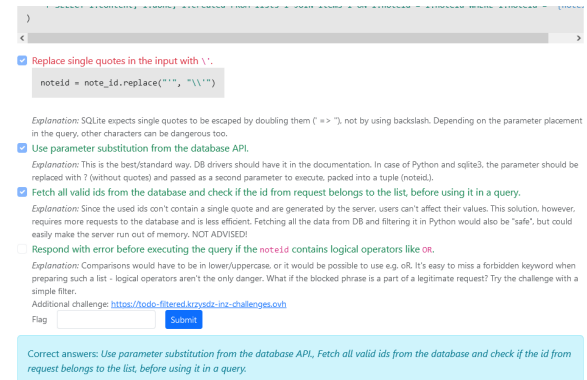 )
Replace single quotes in the input with \'.
noteid = note_id.replace("'", "\\'")
Explanation: SQLite expects single quotes to be escaped by doubling them (' => ''), not by using backslash. Depending on the parameter placement
in the query, other characters can be dangerous too.
Use parameter substitution from the database API.
Explanation: This is the best/standard way. DB drivers should have it in the documentation. In case of Python and sqlite3, the parameter should be
replaced with ? (without quotes) and passed as a second parameter to execute, packed into a tuple (noteid,).
Fetch all valid ids from the database and check if the id from request belongs to the list, before using it in a query.
Explanation: Since the used ids don't contain a single quote and are generated by the server, users can't affect their values. This solution, however,
requires more requests to the database and is less efficient. Fetching all the data from DB and filtering it in Python would also be "safe", but could
easily make the server run out of memory. NOT ADVISED!
Respond with error before executing the query if the noteid contains logical operators like OR.
Explanation: Comparisons would have to be in lower/uppercase, or it would be possible to use e.g. oR. It's easy to miss a forbidden keyword when
preparing such a list - logical operators aren't the only danger. What if the blocked phrase is a part of a legitimate request? Try the challenge with a
simple filter.
Additional challenge: https://todo-filtered.krzysdz-inz-challenges.ovh
Flag Submit
Correct answers: Use parameter substitution from the database API., Fetch all valid ids from the database and check if the id from
request belongs to the list, before using it in a query.